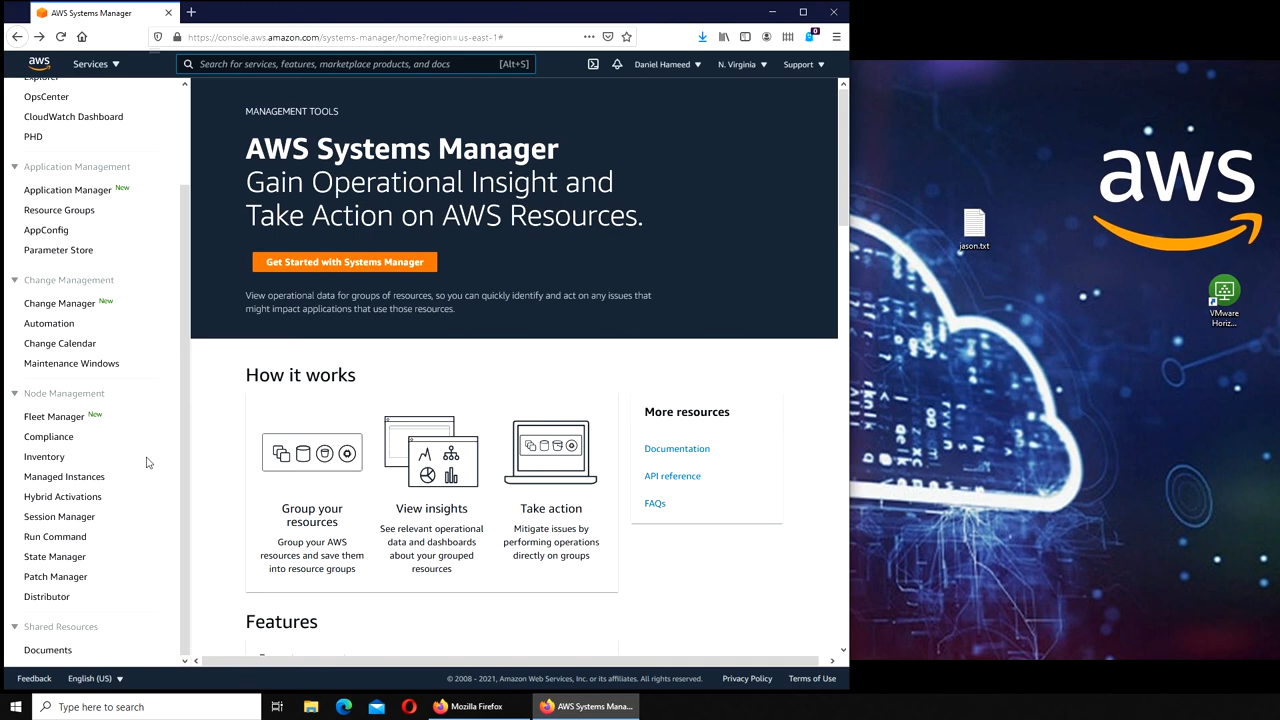 AWS Systems Manager
https://console.aws.amazon.com/systems-manager/home?region=us-east-1#
0
aws
Services
Search for services, features, marketplace products, and docs
[Alt+S]
Daniel Hameed
N. Virginia
Support
Explorer
OpsCenter
CloudWatch Dashboard
PHD
Application Management
Application Manager New
Resource Groups
AppConfig
Parameter Store
Change Management
Change Manager New
Automation
Change Calendar
Maintenance Windows
Node Management
Fleet Manager New
Compliance
Inventory
Managed Instances
Hybrid Activations
Session Manager
Run Command
State Manager
Patch Manager
Distributor
Shared Resources
Documents
MANAGEMENT TOOLS
AWS Systems Manager
Gain Operational Insight and
Take Action on AWS Resources.
Get Started with Systems Manager
View operational data for groups of resources, so you can quickly identify and act on any issues that
might impact applications that use those resources.
How it works
Group your
resources
Group your AWS
resources and save them
into resource groups
View insights
See relevant operational
data and dashboards
about your grouped
resources
Take action
Mitigate issues by
performing operations
directly on groups
More resources
Documentation
API reference
FAQs
Features
Feedback
English (US)
© 2008 - 2021, Amazon Web Services, Inc. or its affiliates. All rights reserved.
Privacy Policy
Terms of Use
aws
jason.txt
VMware
Horiz...
Type here to search
Mozilla Firefox
AWS Systems Mana...